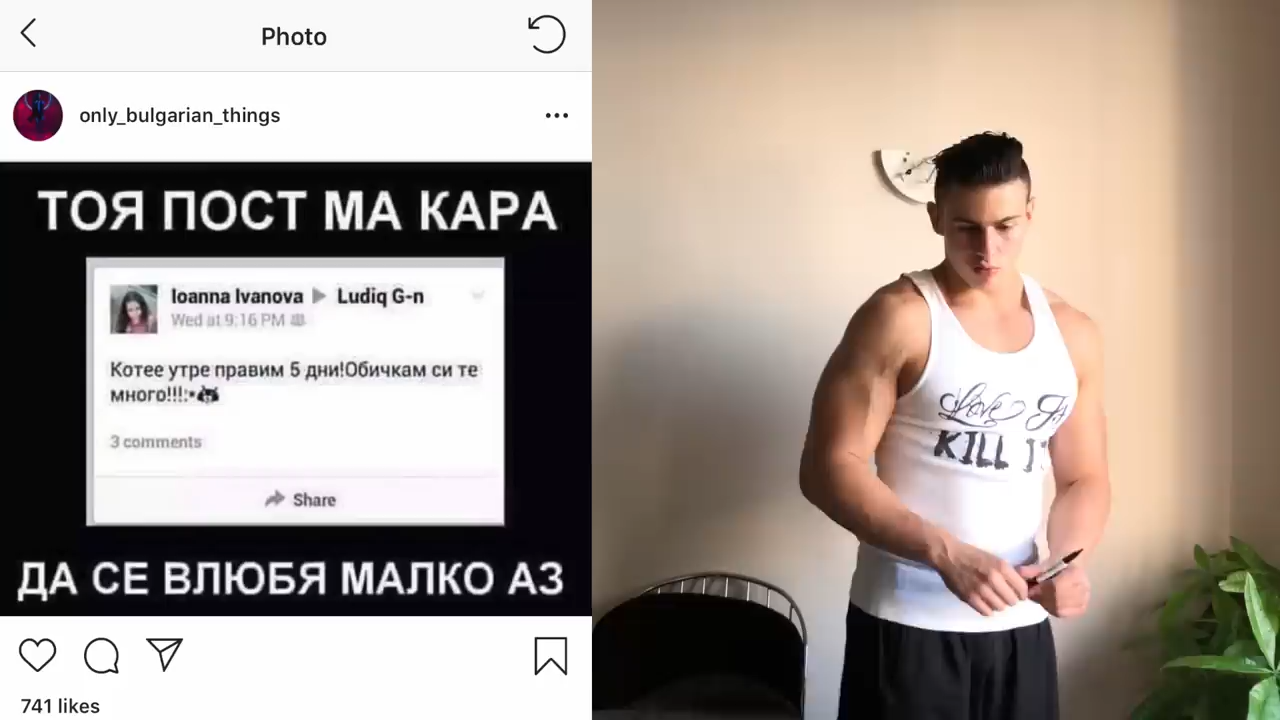 Photo
only_bulgarian_things
ТОЯ ПОСТ МА КАРА
Ioanna Ivanova ▶ Ludiq G-n
Wed at 9:16 PM
Котее утре правим 5 дни!Обичкам си те
много!!!:•
3 comments
Share
ДА СЕ ВЛЮБЯ МАЛКО АЗ
741 likes
Love
KILL